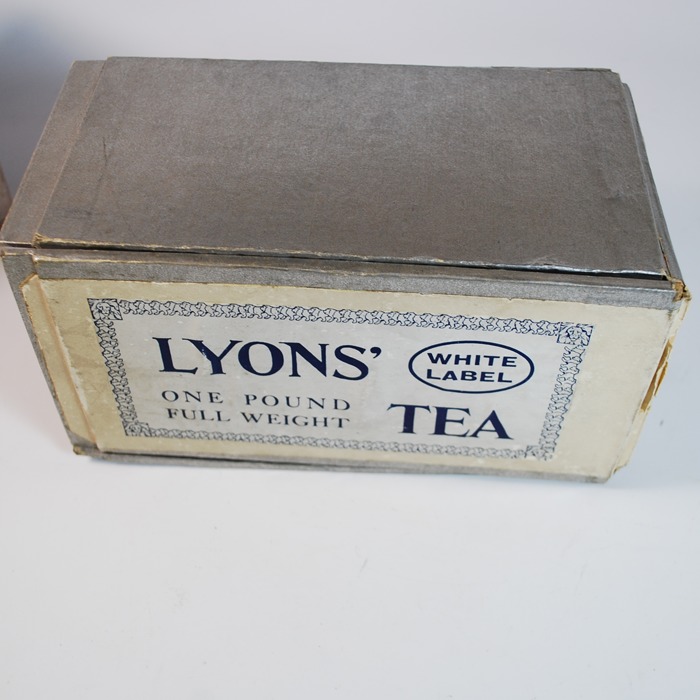 LYONS'
WHITE
LABEL
ONE POUND
FULL WEIGHT
TEA